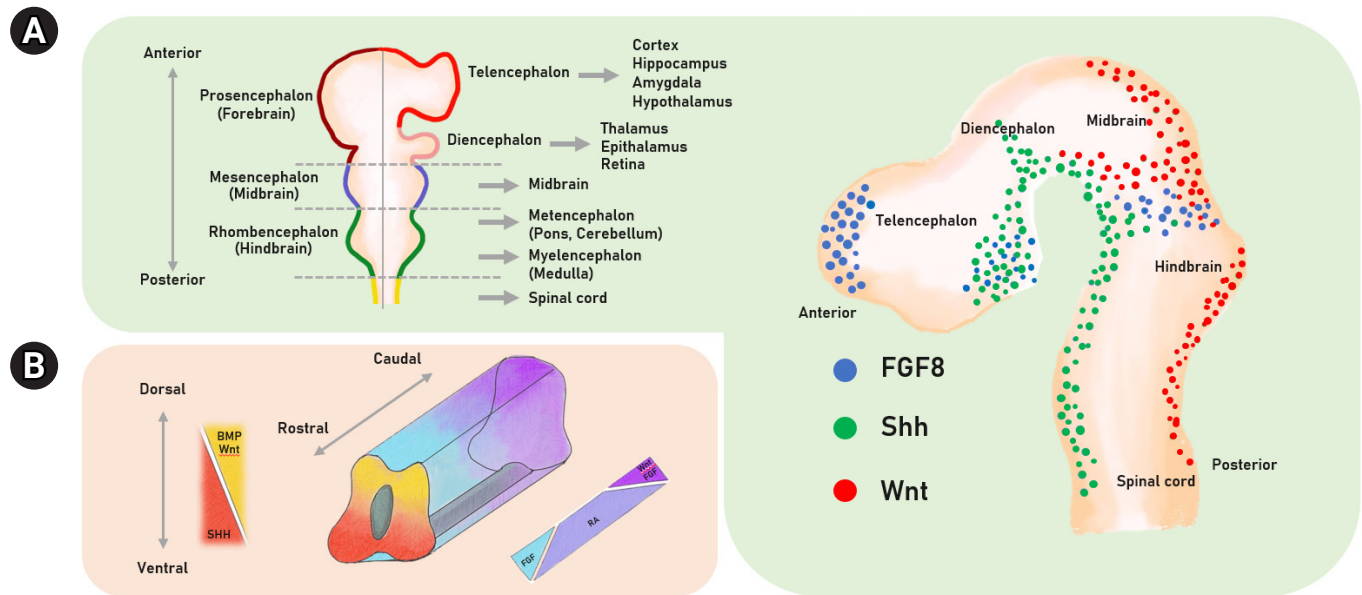 A
Anterior
Posterior
Prosencephalon
(Forebrain)
Mesencephalon
(Midbrain)
Rhombencephalon
(Hindbrain)
Telencephalon
Cortex
Hippocampus
Amygdala
Hypothalamus
Diencephalon
Thalamus
Epithalamus
Retina
Midbrain
Metencephalon
(Pons, Cerebellum)
Myelencephalon
(Medulla)
Spinal cord
Diencephalon
Midbrain
Telencephalon
Hindbrain
Anterior
FGF8
Shh
Wnt
Spinal cord
Posterior
B
Dorsal
Ventral
BMP
Wnt
SHH
Caudal
Rostral
Wnt
FGF
RA
FGF